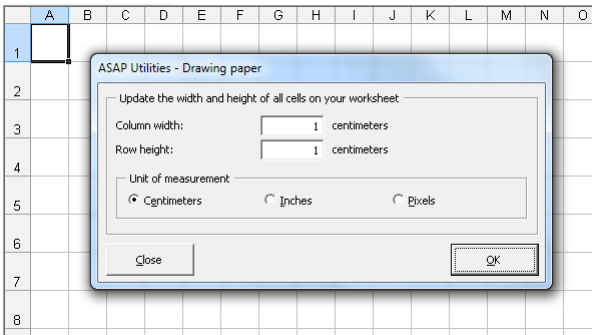 A B C D E F G H I J K L M N O
1
ASAP Utilities - Drawing paper
2
Update the width and height of all cells on your worksheet
3
Column width: 1 centimeters
Row height: 1 centimeters
4
Unit of measurement
5
Centimeters Inches Pixels
6
Close OK
7
8